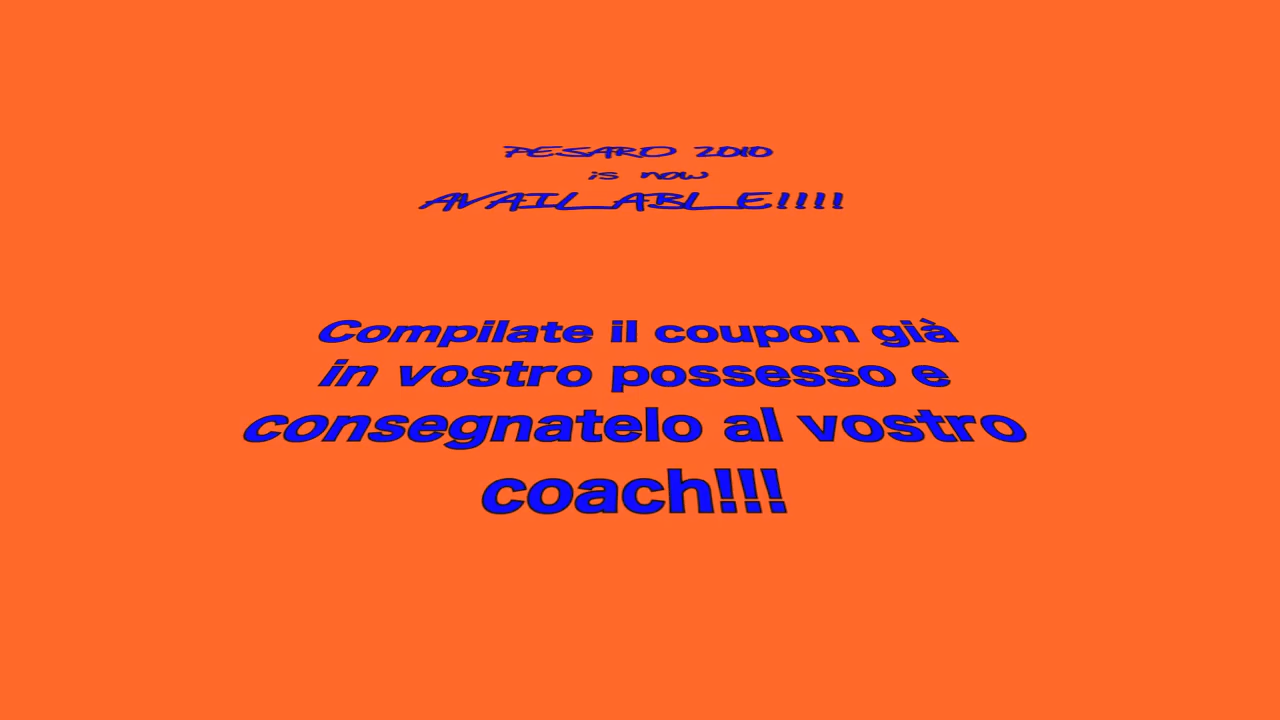 PESARO 2010
is now
AVAILABLE!!!!
Compilate il coupon già
in vostro possesso e
consegnatelo al vostro
coach!!!